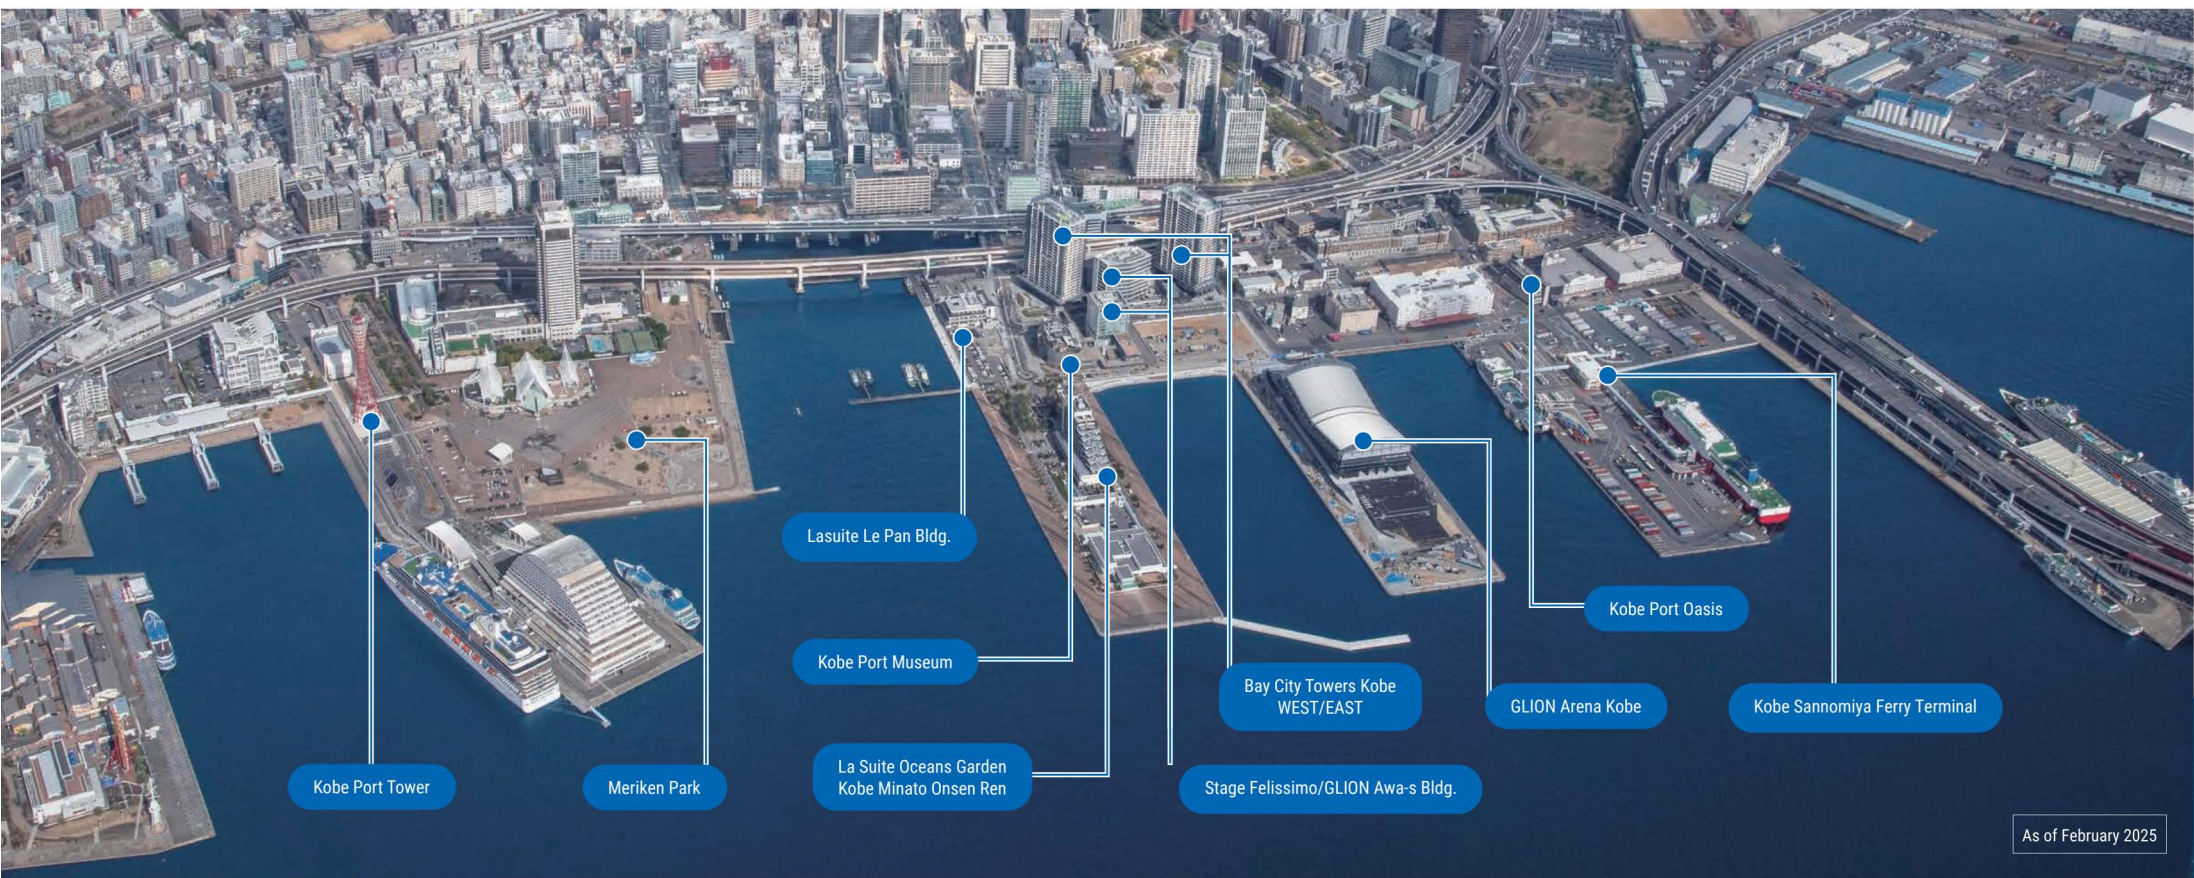 Lasuite Le Pan Bldg.
Kobe Port Oasis
Kobe Port Museum
Bay City Towers Kobe
WEST/EAST
GLION Arena Kobe
Kobe Sannomiya Ferry Terminal
Kobe Port Tower
Meriken Park
La Suite Oceans Garden
Kobe Minato Onsen Ren
Stage Felissimo/GLION Awa-s Bldg.
As of February 2025